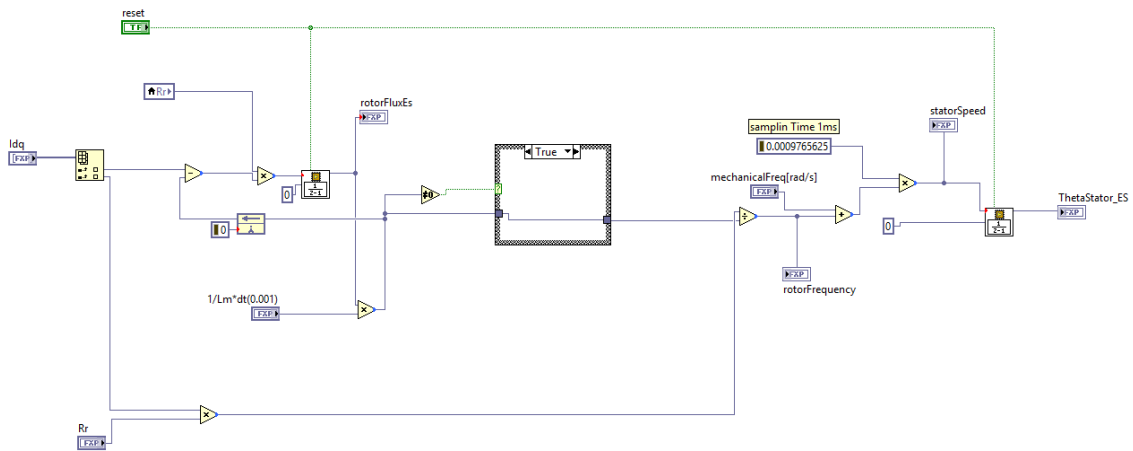 reset
TF
Rr
rotorFluxEs
FXP
Idq
FXP
1
z-1
0
0
≠0
True
?
samplin Time 1ms
0.0009765625
statorSpeed
FXP
mechanicalFreq[rad/s]
FXP
ThetaStator_ES
FXP
0
1
z-1
rotorFrequency
FXP
1/Lm*dt(0.001)
FXP
Rr
FXP